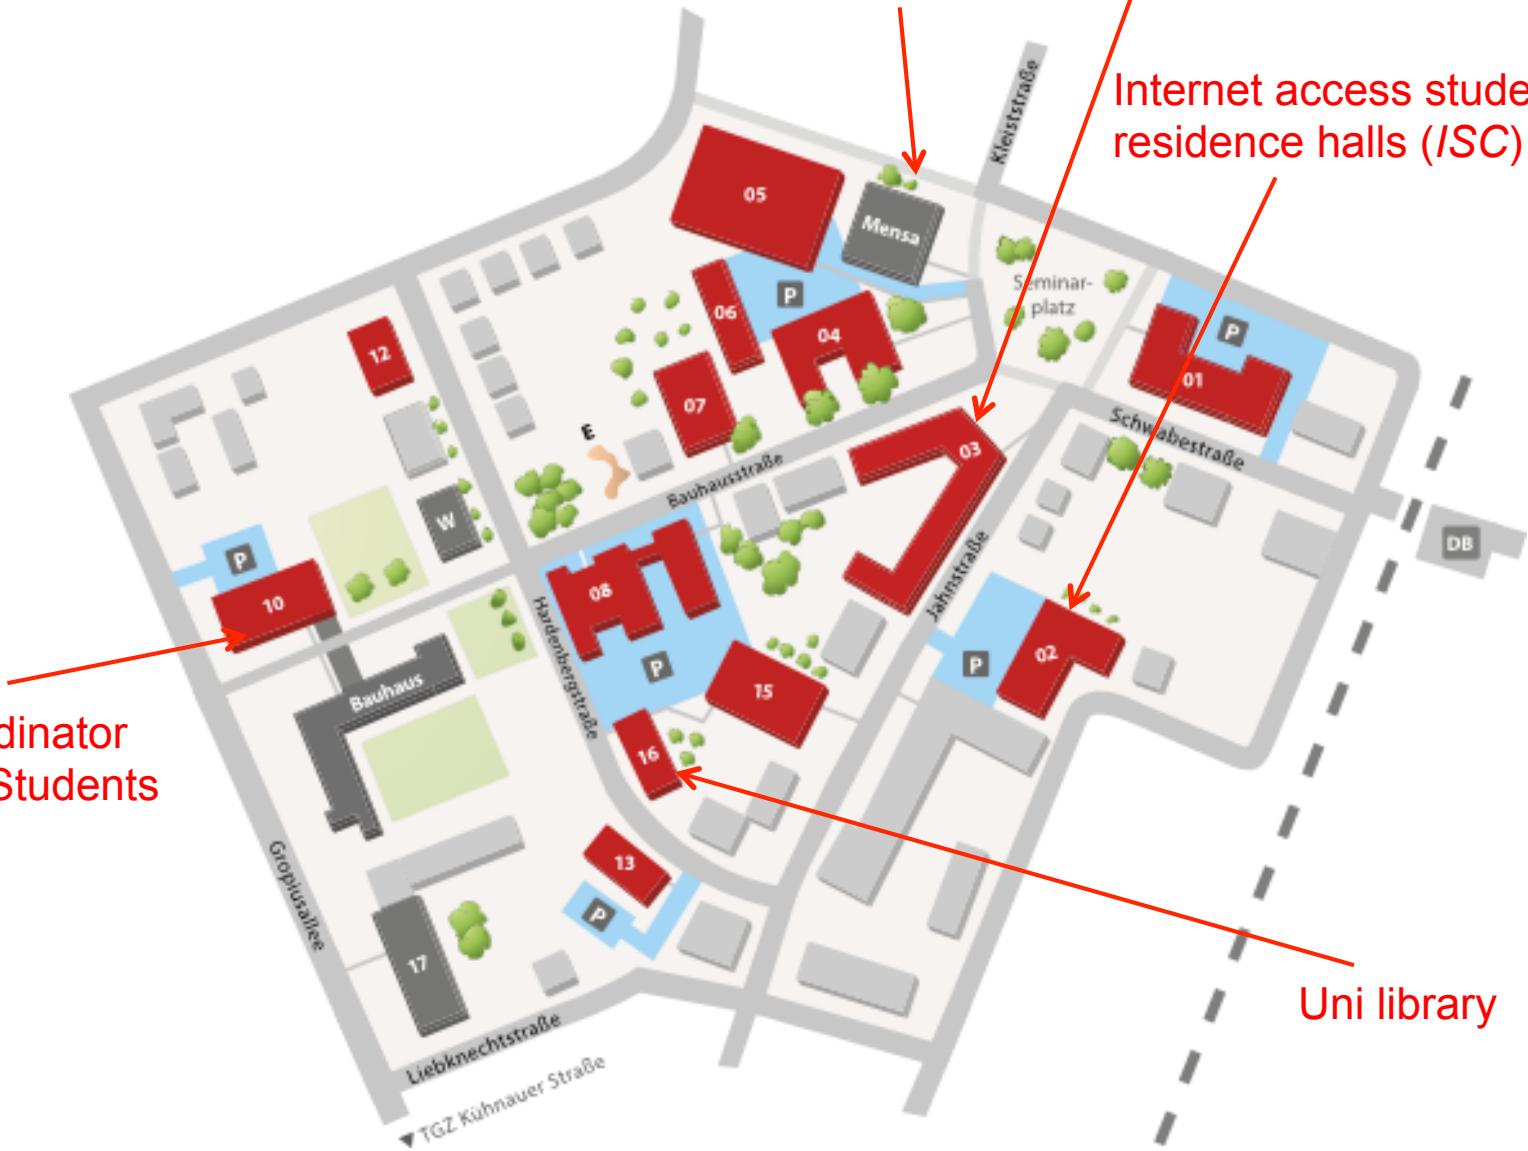 Internet access stude
residence halls (ISC)
Kleiststraße
05
Mensa
Seminar-
platz
P
06
04
P
12
01
07
E
Schwabestraße
03
Bauhausstraße
W
DB
P
10
08
Jahnstraße
Hardenbergstraße
02
P
P
Bauhaus
15
dinator
Students
16
13
Gropiusallee
P
17
Uni library
Liebknechtstraße
TGZ Kühnauer Straße